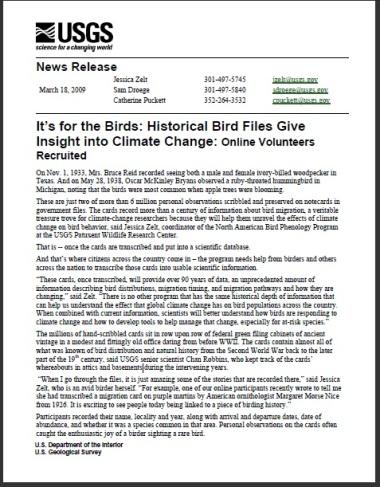 USGS
science for a changing world
News Release
Jessica Zelt 301-497-5745 jzelt@usgs.gov
March 18, 2009 Sam Droege 301-497-5840 sdroege@usgs.gov
Catherine Puckett 352-264-3532 cpuckett@usgs.gov
It's for the Birds: Historical Bird Files Give
Insight into Climate Change: Online Volunteers
Recruited
On Nov. 1, 1933, Mrs. Bruce Reid recorded seeing both a male and female ivory-billed woodpecker in
Texas. And on May 28, 1938, Oscar McKinley Bryans observed a ruby-throated hummingbird in
Michigan, noting that the birds were most common when apple trees were blooming.
These are just two of more than 6 million personal observations scribbled and preserved on notecards in
government files. The cards record more than a century of information about bird migration, a veritable
treasure trove for climate-change researchers because they will help them unravel the effects of climate
change on bird behavior, said Jessica Zelt, coordinator of the North American Bird Phenology Program
at the USGS Patuxent Wildlife Research Center.
That is -- once the cards are transcribed and put into a scientific database.
And that's where citizens across the country come in – the program needs help from birders and others
across the nation to transcribe those cards into usable scientific information.
"These cards, once transcribed, will provide over 90 years of data, an unprecedented amount of
information describing bird distributions, migration timing, and migration pathways and how they are
changing," said Zelt. "There is no other program that has the same historical depth of information that
can help us understand the effect that global climate change has on bird populations across the country.
When combined with current information, scientists will better understand how birds are responding to
climate change and how to develop tools to help manage that change, especially for at-risk species."
The millions of hand-scribbled cards sit in row upon row of federal green filing cabinets of ancient
vintage in a modest and fittingly old office dating from before WWII. The cards contain almost all of
what was known of bird distribution and natural history from the Second World War back to the later
part of the 19th century, said USGS senior scientist Chan Robbins, who kept track of the cards'
whereabouts in attics and basements during the intervening years.
"When I go through the files, it is just amazing some of the stories that are recorded there," said Jessica
Zelt, who is an avid birder herself. "For example, one of our online participants recently wrote to tell me
she had transcribed a migration card on purple martins by American ornithologist Margaret Morse Nice
from 1926. It is exciting to see people today being linked to a piece of birding history."
Participants recorded their name, locality and year, along with arrival and departure dates, date of
abundance, and whether it was a species common in that area. Personal observations on the cards often
caught the enthusiastic joy of a birder sighting a rare bird.
U.S. Department of the Interior
U.S. Geological Survey